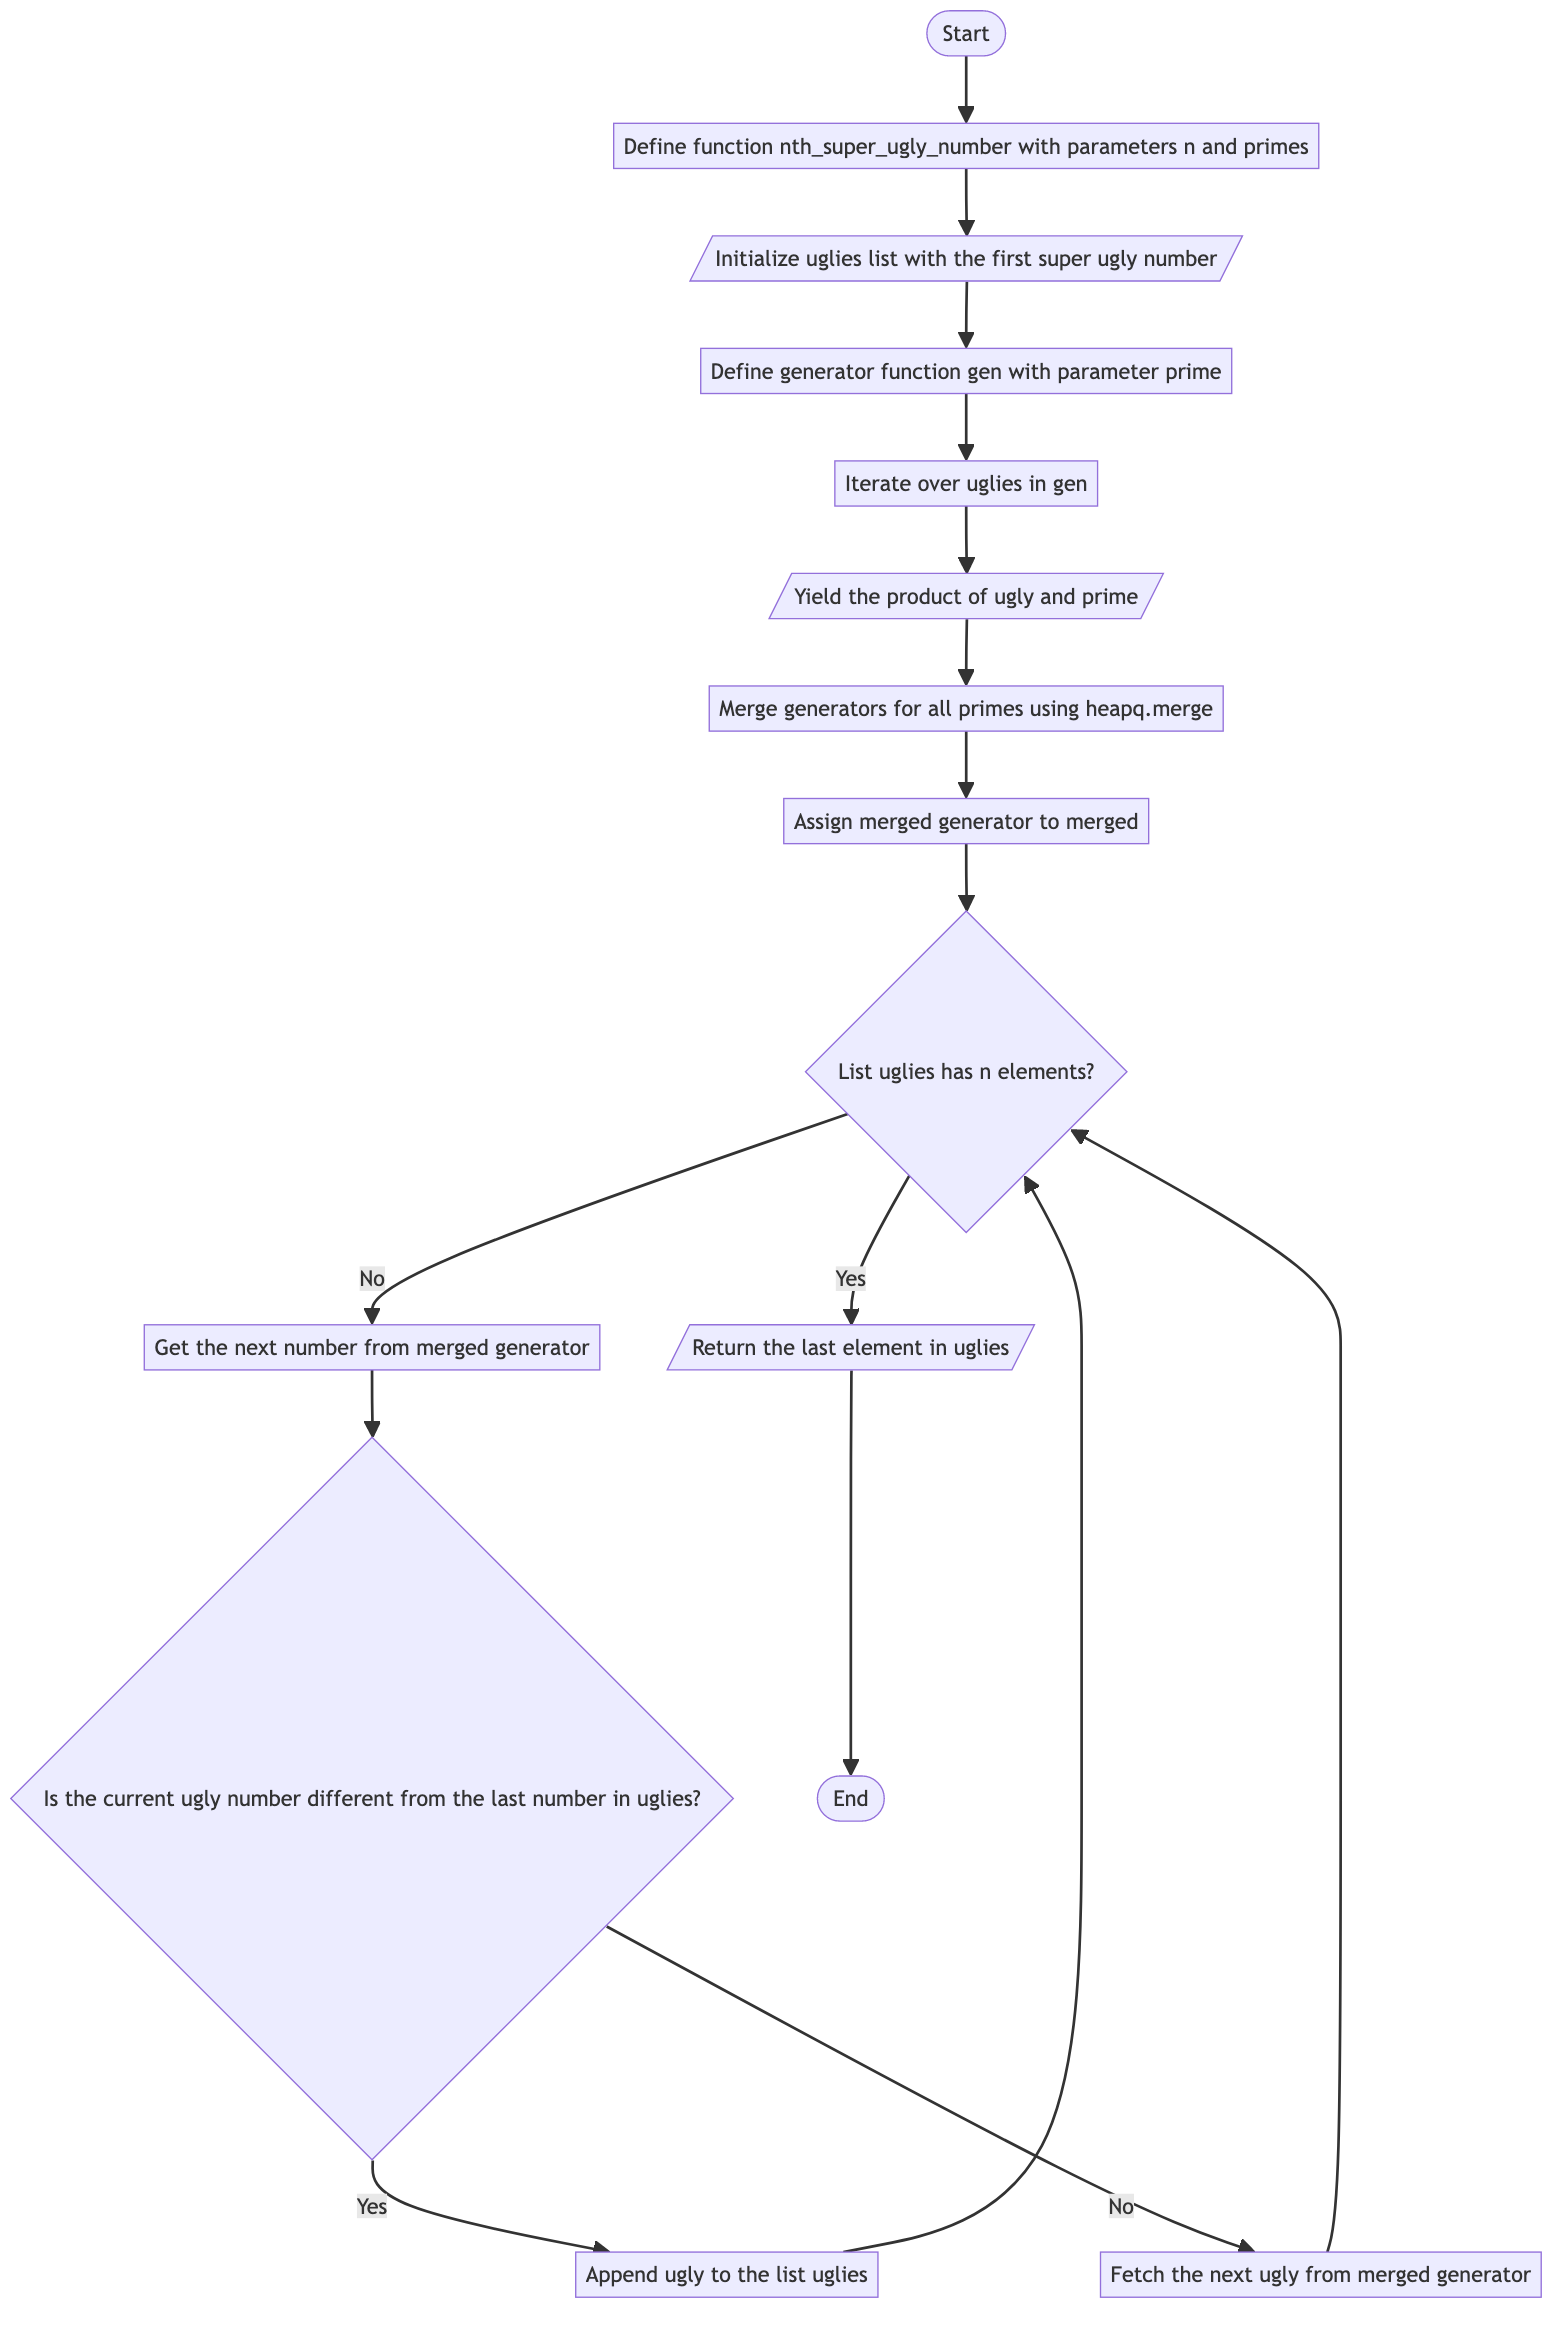 Start
Define function nth_super_ugly_number with parameters n and primes
Initialize uglies list with the first super ugly number
Define generator function gen with parameter prime
Iterate over uglies in gen
Yield the product of ugly and prime
Merge generators for all primes using heapq.merge
Assign merged generator to merged
List uglies has n elements?
No
Yes
Get the next number from merged generator
Return the last element in uglies
Is the current ugly number different from the last number in uglies?
End
Yes
No
Append ugly to the list uglies
Fetch the next ugly from merged generator